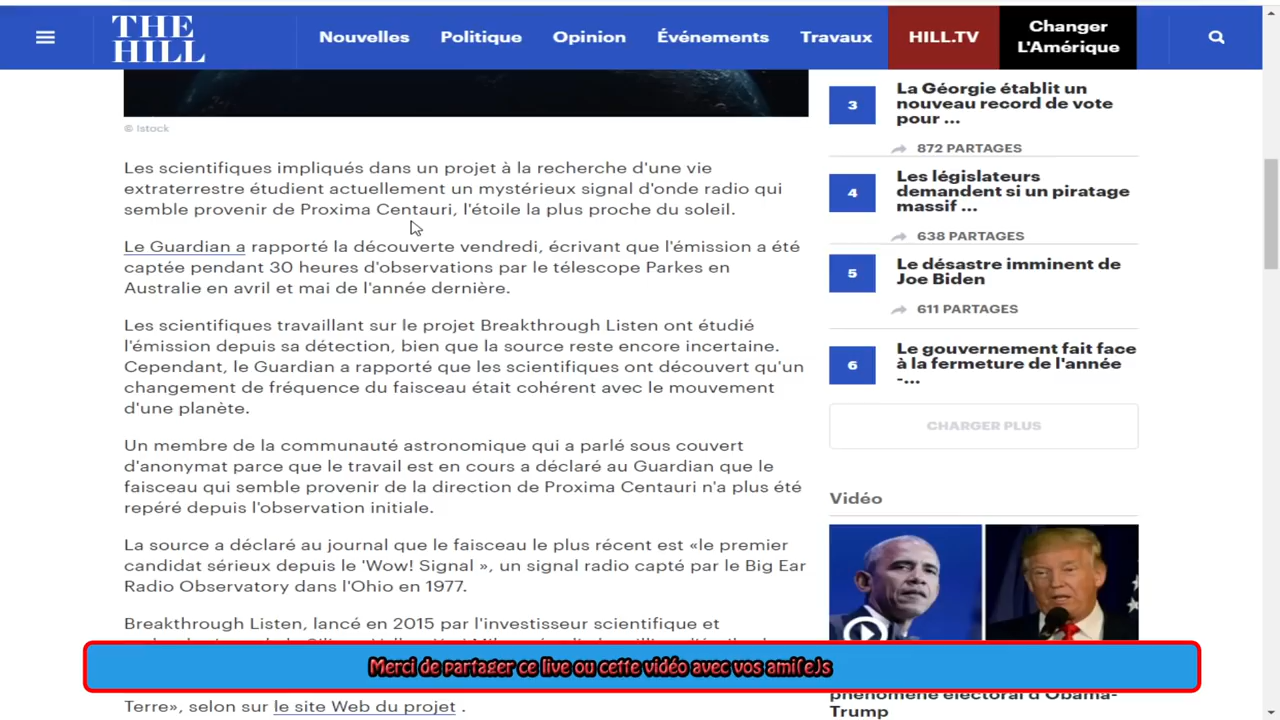 THE
HILL
Nouvelles
Politique
Opinion
Événements
Travaux
HILL.TV
Changer
L'Amérique
© Istock
Les scientifiques impliqués dans un projet à la recherche d'une vie
extraterrestre étudient actuellement un mystérieux signal d'onde radio qui
semble provenir de Proxima Centauri, l'étoile la plus proche du soleil.
Le Guardian a rapporté la découverte vendredi, écrivant que l'émission a été
captée pendant 30 heures d'observations par le télescope Parkes en
Australie en avril et mai de l'année dernière.
Les scientifiques travaillant sur le projet Breakthrough Listen ont étudié
l'émission depuis sa détection, bien que la source reste encore incertaine.
Cependant, le Guardian a rapporté que les scientifiques ont découvert qu'un
changement de fréquence du faisceau était cohérent avec le mouvement
d'une planète.
Un membre de la communauté astronomique qui a parlé sous couvert
d'anonymat parce que le travail est en cours a déclaré au Guardian que le
faisceau qui semble provenir de la direction de Proxima Centauri n'a plus été
repéré depuis l'observation initiale.
La source a déclaré au journal que le faisceau le plus récent est «le premier
candidat sérieux depuis le 'Wow! Signal », un signal radio capté par le Big Ear
Radio Observatory dans l'Ohio en 1977.
Breakthrough Listen, lancé en 2015 par l'investisseur scientifique et
Terre», selon sur le site Web du projet .
3
La Géorgie établit un
nouveau record de vote
pour ...
872 PARTAGES
4
Les législateurs
demandent si un piratage
massif ...
638 PARTAGES
5
Le désastre imminent de
Joe Biden
611 PARTAGES
6
Le gouvernement fait face
à la fermeture de l'année
-...
CHARGER PLUS
Vidéo
phénomène électoral d'Obama-
Trump
Merci de partager ce live ou cette vidéo avec vos ami(e)s